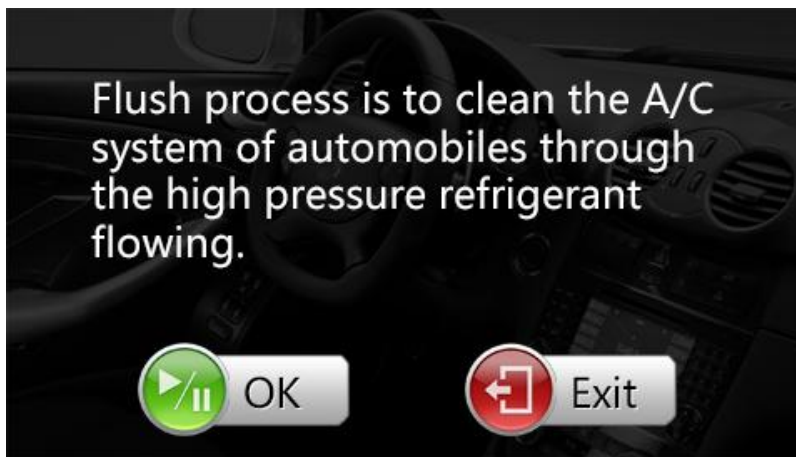 Flush process is to clean the A/C
system of automobiles through
the high pressure refrigerant
flowing.
OK
Exit